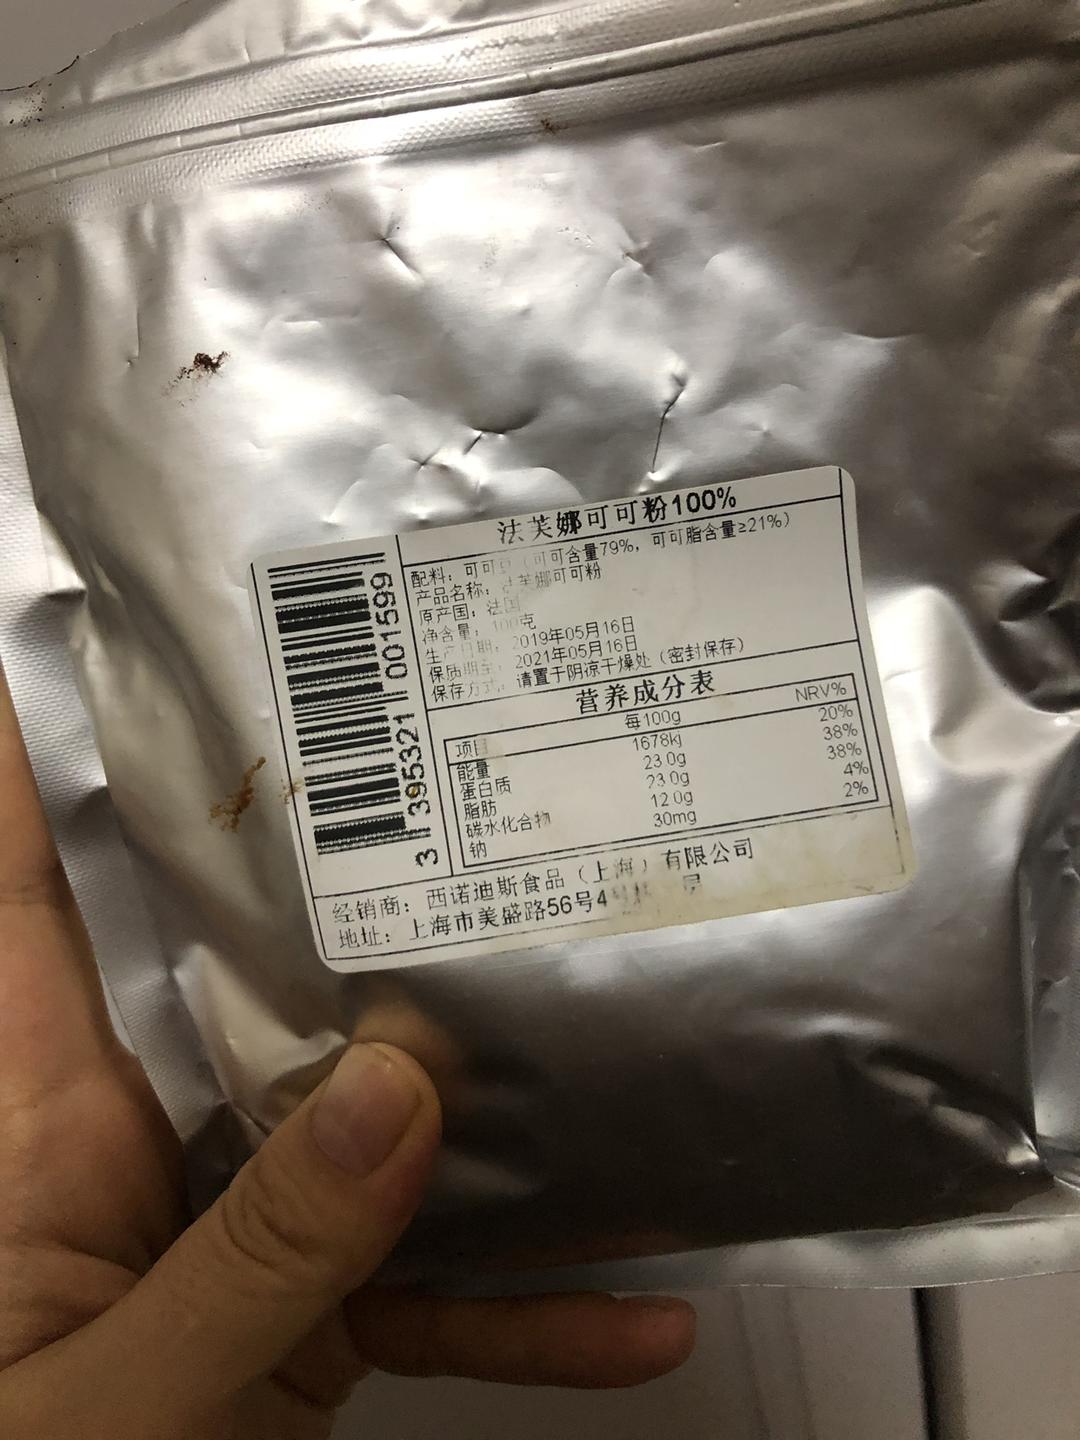 法芙娜可可粉100%
配料：可可豆（可可含量79%，可可脂含量≥21%）
产品名称：法芙娜可可粉
原产国：法国
净含量：100克
生产日期：2019年05月16日
保质期至：2021年05月16日
保存方式：请置于阴凉干燥处（密封保存）
营养成分表
项目 每100g NRV%
能量 1678kj 20%
蛋白质 23.0g 38%
脂肪 23.0g 38%
碳水化合物 12.0g 4%
钠 30mg 2%
经销商：西诺迪斯食品（上海）有限公司
地址：上海市美盛路56号4 层
3 395321 001599